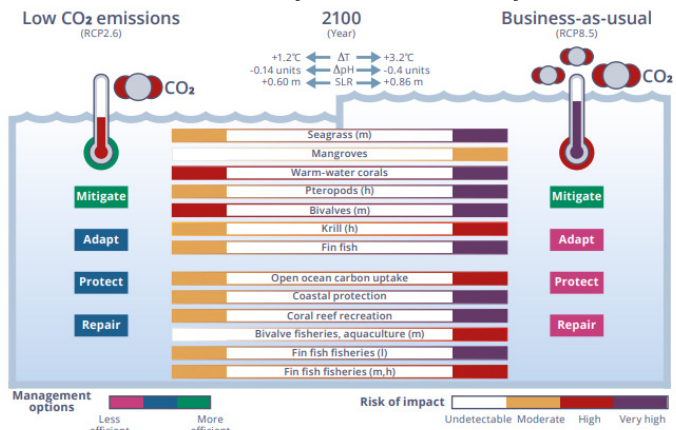 Low CO₂ emissions
(RCP2.6)
2100
(Year)
Business-as-usual
(RCP8.5)
+1.2℃ ΔT +3.2℃
-0.14 units ΔpH -0.4 units
+0.60 m SLR +0.86 m
CO₂
CO₂
Seagrass (m)
Mangroves
Warm-water corals
Pteropods (h)
Bivalves (m)
Krill (h)
Fin fish
Open ocean carbon uptake
Coastal protection
Coral reef recreation
Bivalve fisheries, aquaculture (m)
Fin fish fisheries (l)
Fin fish fisheries (m,h)
Mitigate
Adapt
Protect
Repair
Mitigate
Adapt
Protect
Repair
Management
options
Less
efficient
More
efficient
Risk of impact
Undetectable Moderate High Very high